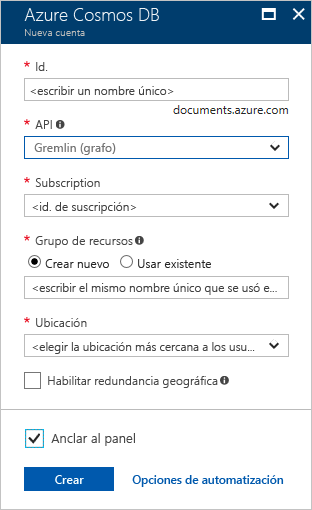 Azure Cosmos DB
Nueva cuenta
* Id.
<escribir un nombre único>
documents.azure.com
* API
Gremlin (grafo)
* Subscription
<id. de suscripción>
* Grupo de recursos
Crear nuevo Usar existente
<escribir el mismo nombre único que se usó e...
* Ubicación
<elegir la ubicación más cercana a los usu...
Habilitar redundancia geográfica
Anclar al panel
Crear Opciones de automatización